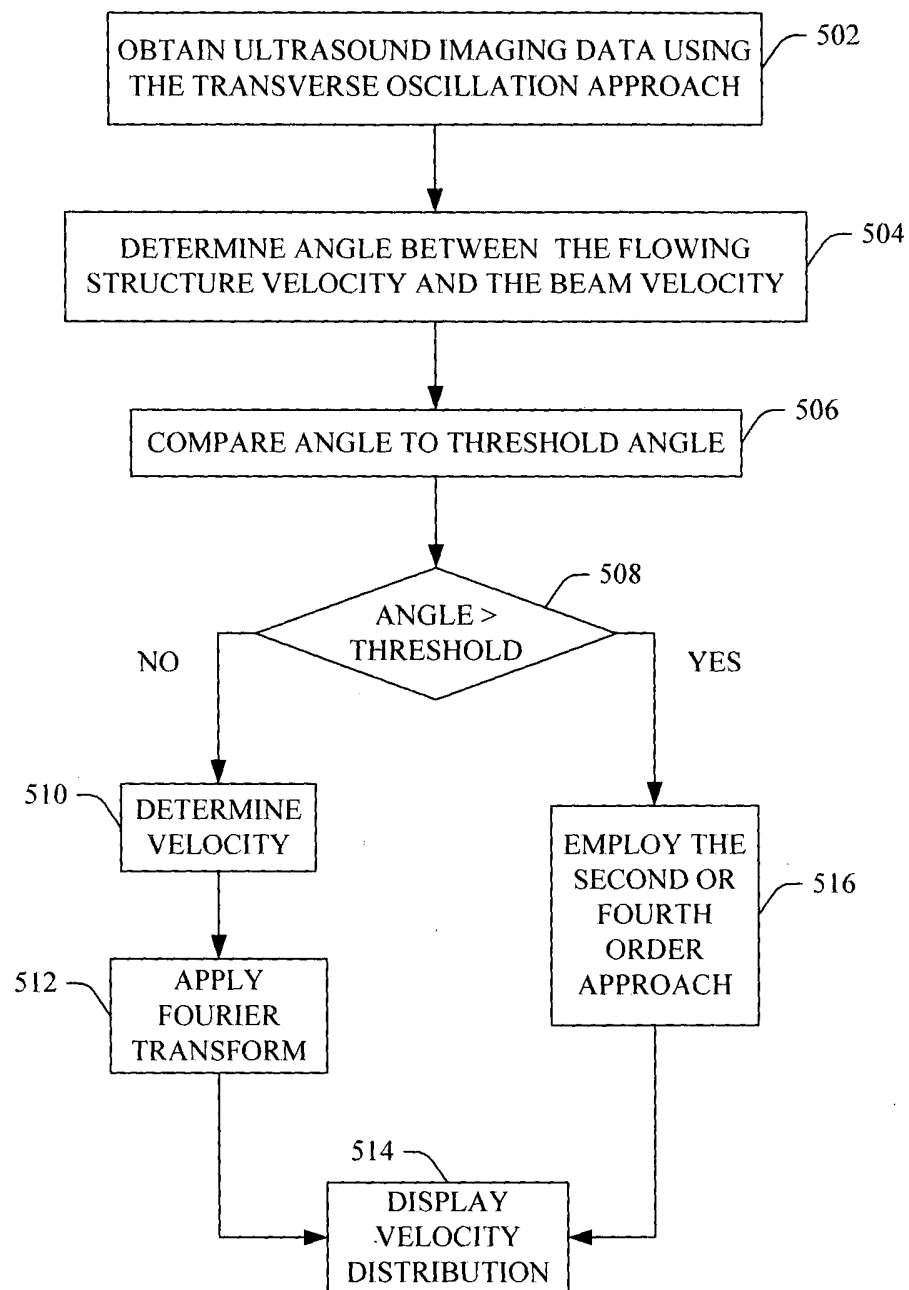 OBTAIN ULTRASOUND IMAGING DATA USING
THE TRANSVERSE OSCILLATION APPROACH
502
DETERMINE ANGLE BETWEEN THE FLOWING
STRUCTURE VELOCITY AND THE BEAM VELOCITY
504
COMPARE ANGLE TO THRESHOLD ANGLE
506
ANGLE >
THRESHOLD
508
NO
YES
510
DETERMINE
VELOCITY
512
APPLY
FOURIER
TRANSFORM
EMPLOY THE
SECOND OR
FOURTH
ORDER
APPROACH
516
514
DISPLAY
VELOCITY
DISTRIBUTION